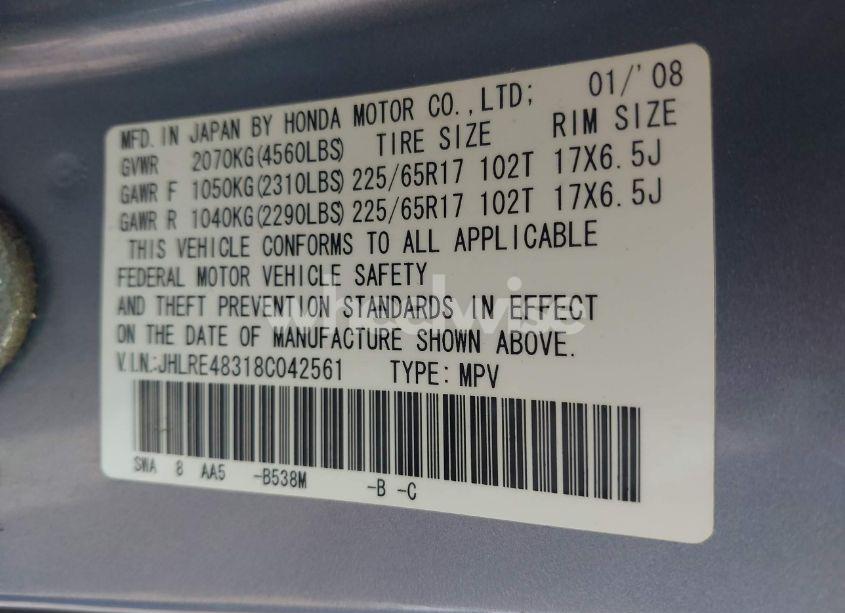 MFD. IN JAPAN BY HONDA MOTOR CO.,LTD; 01/'08
GVWR 2070KG(4560LBS) TIRE SIZE RIM SIZE
GAWR F 1050KG(2310LBS) 225/65R17 102T 17X6.5J
GAWR R 1040KG(2290LBS) 225/65R17 102T 17X6.5J
THIS VEHICLE CONFORMS TO ALL APPLICABLE
FEDERAL MOTOR VEHICLE SAFETY
AND THEFT PREVENTION STANDARDS IN EFFECT
ON THE DATE OF MANUFACTURE SHOWN ABOVE.
V.I.N.:JHLRE48318C042561 TYPE:MPV
SWA 8 AA5 -B538M -B -C
wheelwise